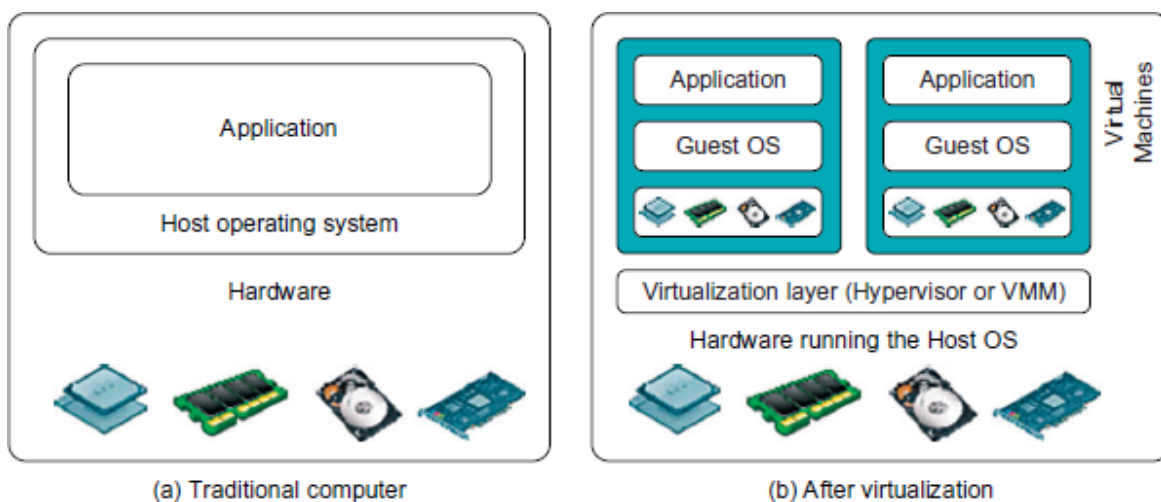 Application
Host operating system
Hardware
(a) Traditional computer
Application
Guest OS
Application
Guest OS
Virtual
Machines
Virtualization layer (Hypervisor or VMM)
Hardware running the Host OS
(b) After virtualization